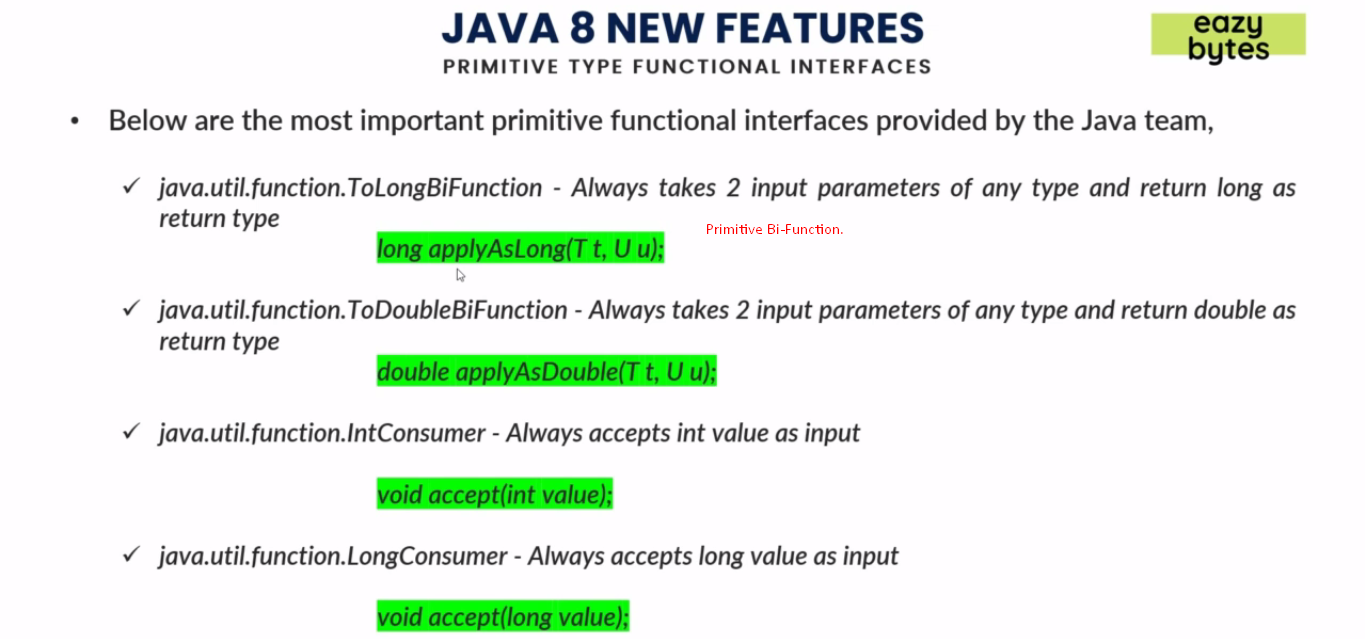 JAVA 8 NEW FEATURES
eazy
bytes
PRIMITIVE TYPE FUNCTIONAL INTERFACES
• Below are the most important primitive functional interfaces provided by the Java team,
✓ java.util.function.ToLongBiFunction - Always takes 2 input parameters of any type and return long as
return type
Primitive Bi-Function.
long applyAsLong(T t, U u);
✓ java.util.function.ToDoubleBiFunction - Always takes 2 input parameters of any type and return double as
return type
double applyAsDouble(T t, U u);
✓ java.util.function.IntConsumer - Always accepts int value as input
void accept(int value);
✓ java.util.function.LongConsumer - Always accepts long value as input
void accept(long value);